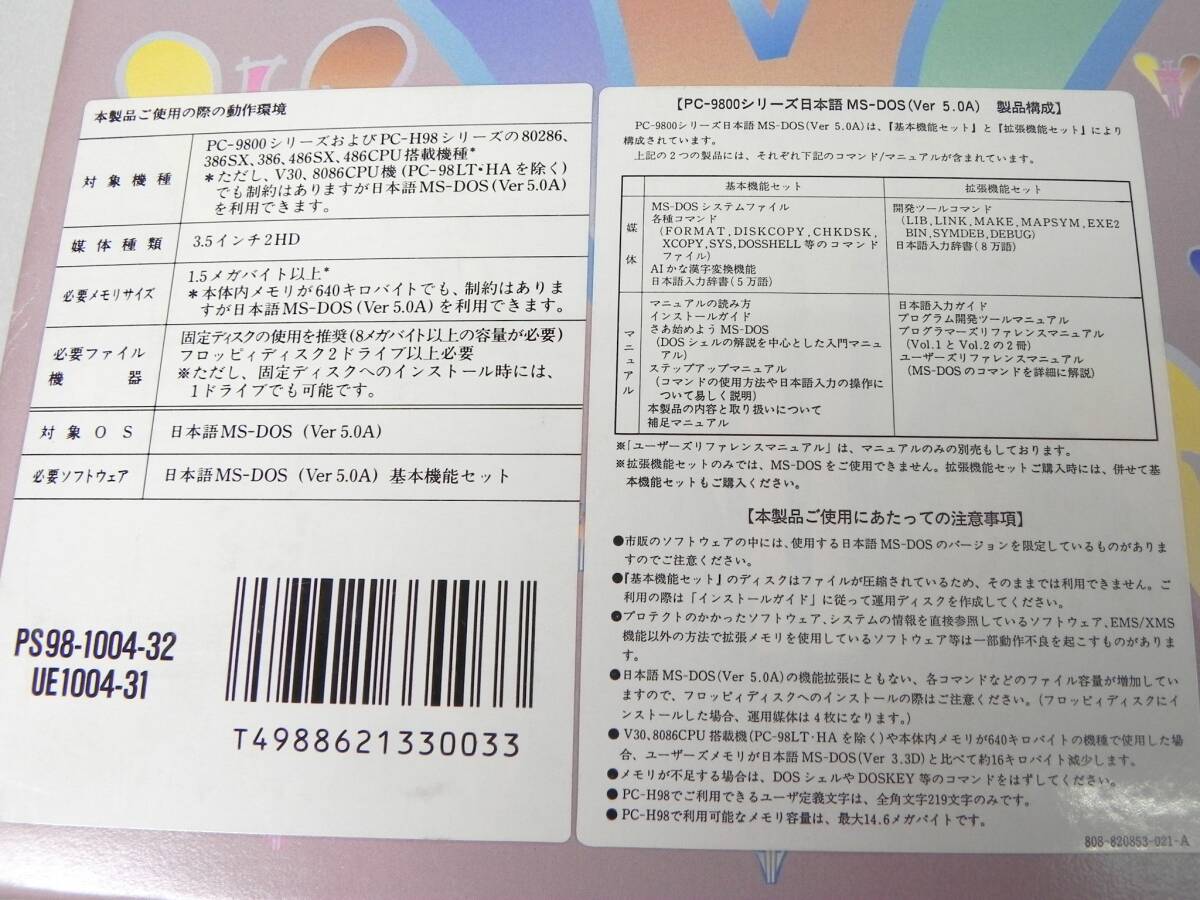 本製品ご使用の際の動作環境
対象機種
PC-9800シリーズおよびPC-H98シリーズの80286、
386SX、386、486SX、486CPU搭載機種*
*ただし、V30、8086CPU機(PC-98LT・HAを除く)
でも制約はありますが日本語MS-DOS(Ver5.0A)
を利用できます。
媒体種類
3.5インチ2HD
必要メモリサイズ
1.5メガバイト以上*
*本体内メモリが640キロバイトでも、制約はありま
すが日本語MS-DOS(Ver 5.0A)を利用できます。
必要ファイル
機器
固定ディスクの使用を推奨(8メガバイト以上の容量が必要)
フロッピィディスク2ドライブ以上必要
※ただし、固定ディスクへのインストール時には、
1ドライブでも可能です。
対象OS
日本語MS-DOS (Ver 5.0A)
必要ソフトウェア
日本語MS-DOS (Ver 5.0A) 基本機能セット
PS98-1004-32
UE1004-31
T4988621330033
【PC-9800シリーズ日本語MS-DOS(Ver 5.0A) 製品構成】
PC-9800シリーズ日本語MS-DOS(Ver 5.0A)は、『基本機能セット』と『拡張機能セット』により
構成されています。
上記の2つの製品には、それぞれ下記のコマンド/マニュアルが含まれています。
基本機能セット
拡張機能セット
媒体
MS-DOSシステムファイル
各種コマンド
(FORMAT,DISKCOPY,CHKDSK,
XCOPY,SYS,DOSSHELL等のコマンド
ファイル)
AIかな漢字変換機能
日本語入力辞書(5万語)
開発ツールコマンド
(LIB,LINK,MAKE,MAPSYM,EXE2
BIN,SYMDEB,DEBUG)
日本語入力辞書(8万語)
マニュアル
マニュアルの読み方
インストールガイド
さあ始めようMS-DOS
(DOSシェルの解説を中心とした入門マニュ
アル)
ステップアップマニュアル
(コマンドの使用方法や日本語入力の操作に
ついて易しく説明)
本製品の内容と取り扱いについて
補足マニュアル
日本語入力ガイド
プログラム開発ツールマニュアル
プログラマーズリファレンスマニュアル
(Vol.1とVol.2の2冊)
ユーザーズリファレンスマニュアル
(MS-DOSのコマンドを詳細に解説)
※「ユーザーズリファレンスマニュアル」は、マニュアルのみの別売もしております。
※拡張機能セットのみでは、MS-DOSをご使用できません。拡張機能セットご購入時には、併せて基
本機能セットもご購入ください。
【本製品ご使用にあたっての注意事項】
●市販のソフトウェアの中には、使用する日本語MS-DOSのバージョンを限定しているものがありま
すのでご注意ください。
●『基本機能セット』のディスクはファイルが圧縮されているため、そのままでは利用できません。ご
利用の際は「インストールガイド」に従って運用ディスクを作成してください。
●プロテクトのかかったソフトウェア、システムの情報を直接参照しているソフトウェア、EMS/XMS
機能以外の方法で拡張メモリを使用しているソフトウェア等は一部動作不良を起こすものがありま
す。
●日本語MS-DOS(Ver 5.0A)の機能拡張にともない、各コマンドなどのファイル容量が増加してい
ますので、フロッピィディスクへのインストールの際はご注意ください。(フロッピィディスクにイ
ンストールした場合、運用媒体は4枚になります。)
●V30、8086CPU搭載機(PC-98LT・HAを除く)や本体内メモリが640キロバイトの機種で使用した場
合、ユーザーズメモリが日本語MS-DOS(Ver 3.3D)と比べて約16キロバイト減少します。
●メモリが不足する場合は、DOSシェルやDOSKEY等のコマンドをはずしてください。
●PC-H98でご利用できるユーザ定義文字は、全角文字219文字のみです。
●PC-H98で利用可能なメモリ容量は、最大14.6メガバイトです。
808-820853-021-A